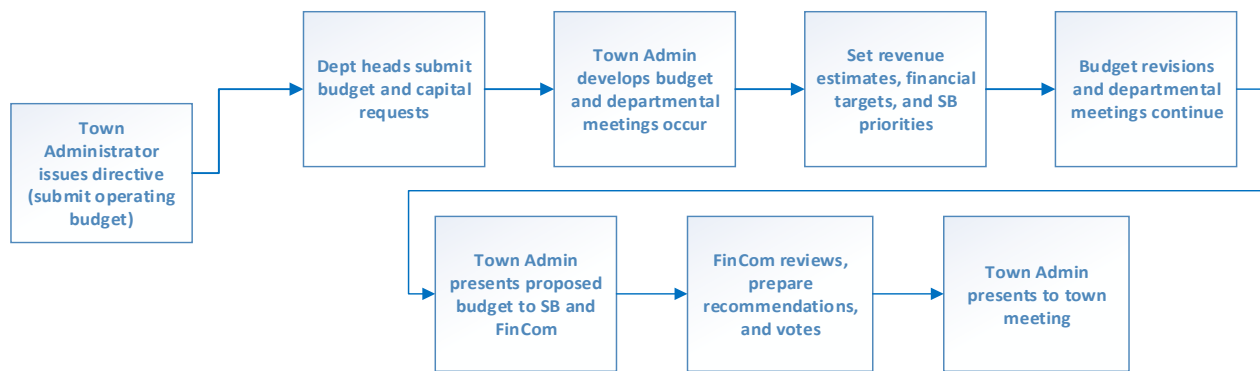 Town
Administrator
issues directive
(submit operating
budget)
Dept heads submit
budget and capital
requests
Town Admin
develops budget
and departmental
meetings occur
Set revenue
estimates, financial
targets, and SB
priorities
Budget revisions
and departmental
meetings continue
Town Admin
presents proposed
budget to SB and
FinCom
FinCom reviews,
prepare
recommendations,
and votes
Town Admin
presents to town
meeting